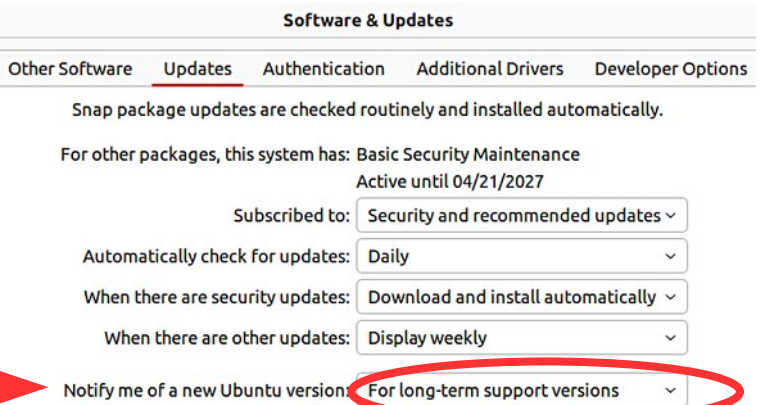 Software & Updates
Other Software Updates Authentication Additional Drivers Developer Options
Snap package updates are checked routinely and installed automatically.
For other packages, this system has: Basic Security Maintenance
Active until 04/21/2027
Subscribed to: Security and recommended updates
Automatically check for updates: Daily
When there are security updates: Download and install automatically
When there are other updates: Display weekly
Notify me of a new Ubuntu version: For long-term support versions